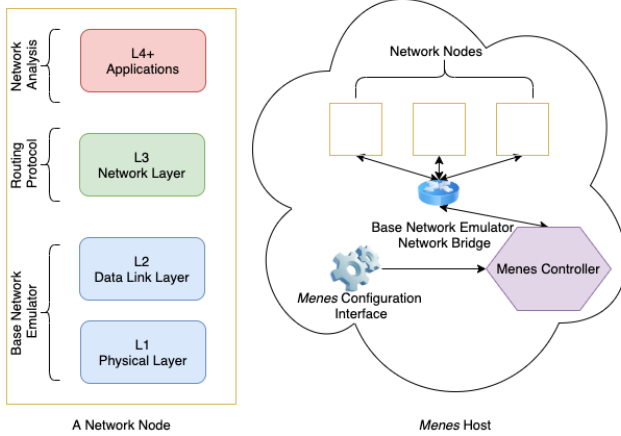 Network
Analysis
L4+
Applications
Routing
Protocol
L3
Network Layer
Base Network
Emulator
L2
Data Link Layer
L1
Physical Layer
A Network Node
Network Nodes
Base Network Emulator
Network Bridge
Menes Controller
Menes Configuration
Interface
Menes Host